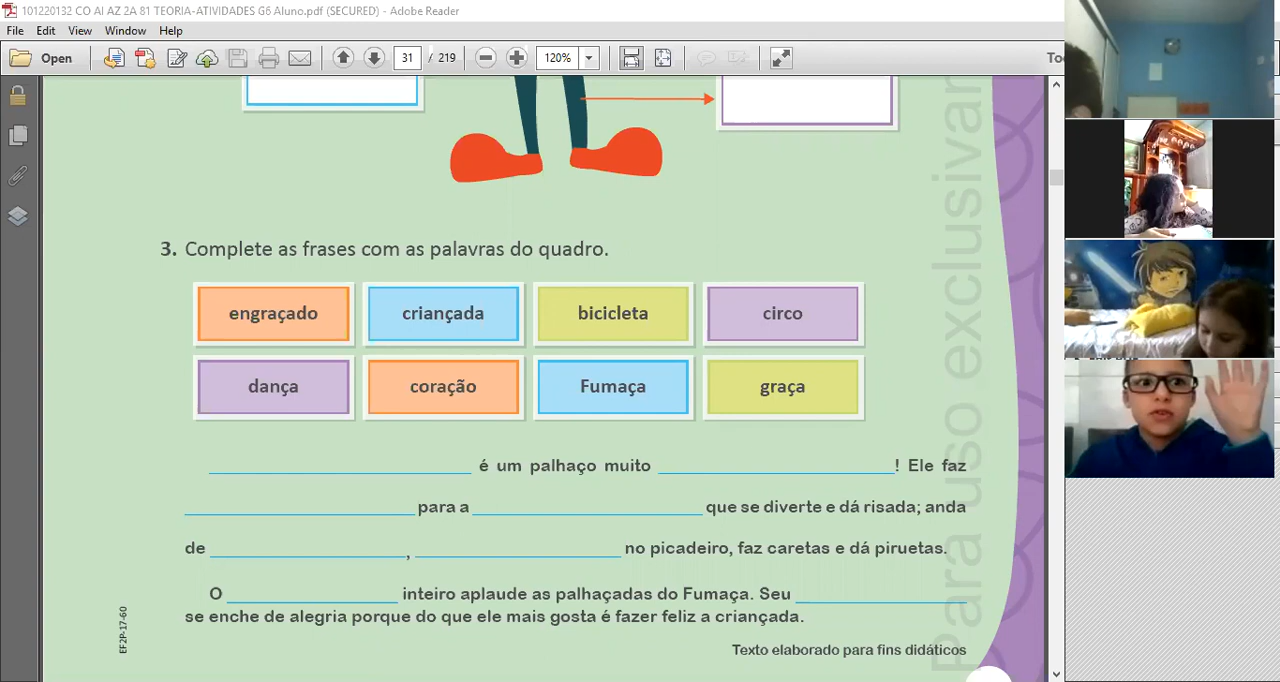 101220132 CO AI AZ 2A 81 TEORIA-ATIVIDADES G6 Aluno.pdf (SECURED) - Adobe Reader
File Edit View Window Help
Open 31 / 219 120% To
3. Complete as frases com as palavras do quadro.
engraçado criançada bicicleta circo
dança coração Fumaça graça
é um palhaço muito ! Ele faz
para a que se diverte e dá risada; anda
de , no picadeiro, faz caretas e dá piruetas.
O inteiro aplaude as palhaçadas do Fumaça. Seu
se enche de alegria porque do que ele mais gosta é fazer feliz a criançada.
Texto elaborado para fins didáticos
EF2P-17-60
Para uso exclusivar